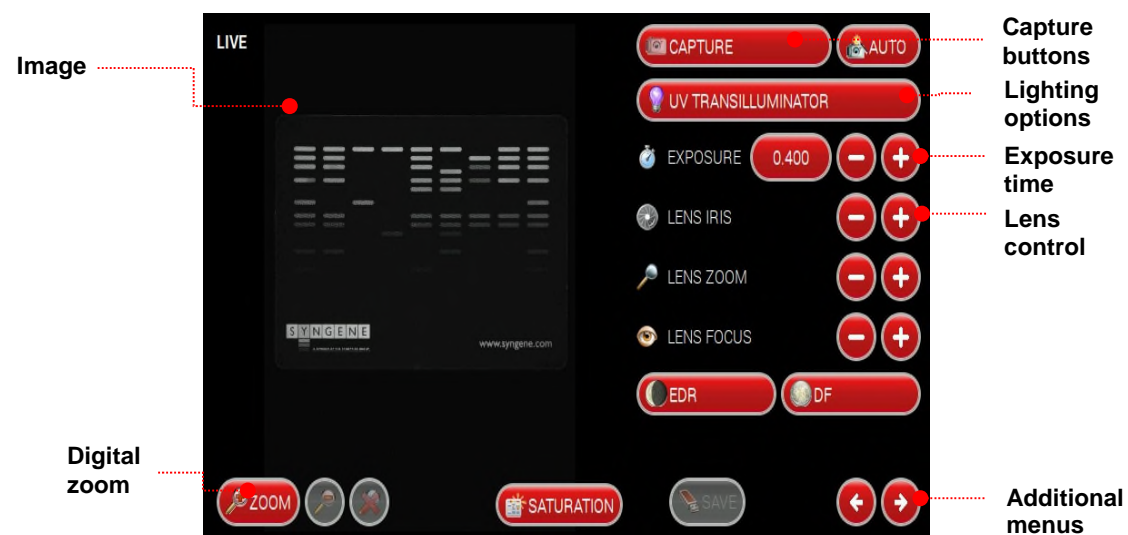 LIVE
CAPTURE
AUTO
Capture
buttons
Image
UV TRANSILLUMINATOR
Lighting
options
EXPOSURE 0.400
Exposure
time
LENS IRIS
Lens
control
LENS ZOOM
SYNGENE
www.syngene.com
LENS FOCUS
EDR
DF
Digital
zoom
ZOOM
SATURATION
SAVE
Additional
menus